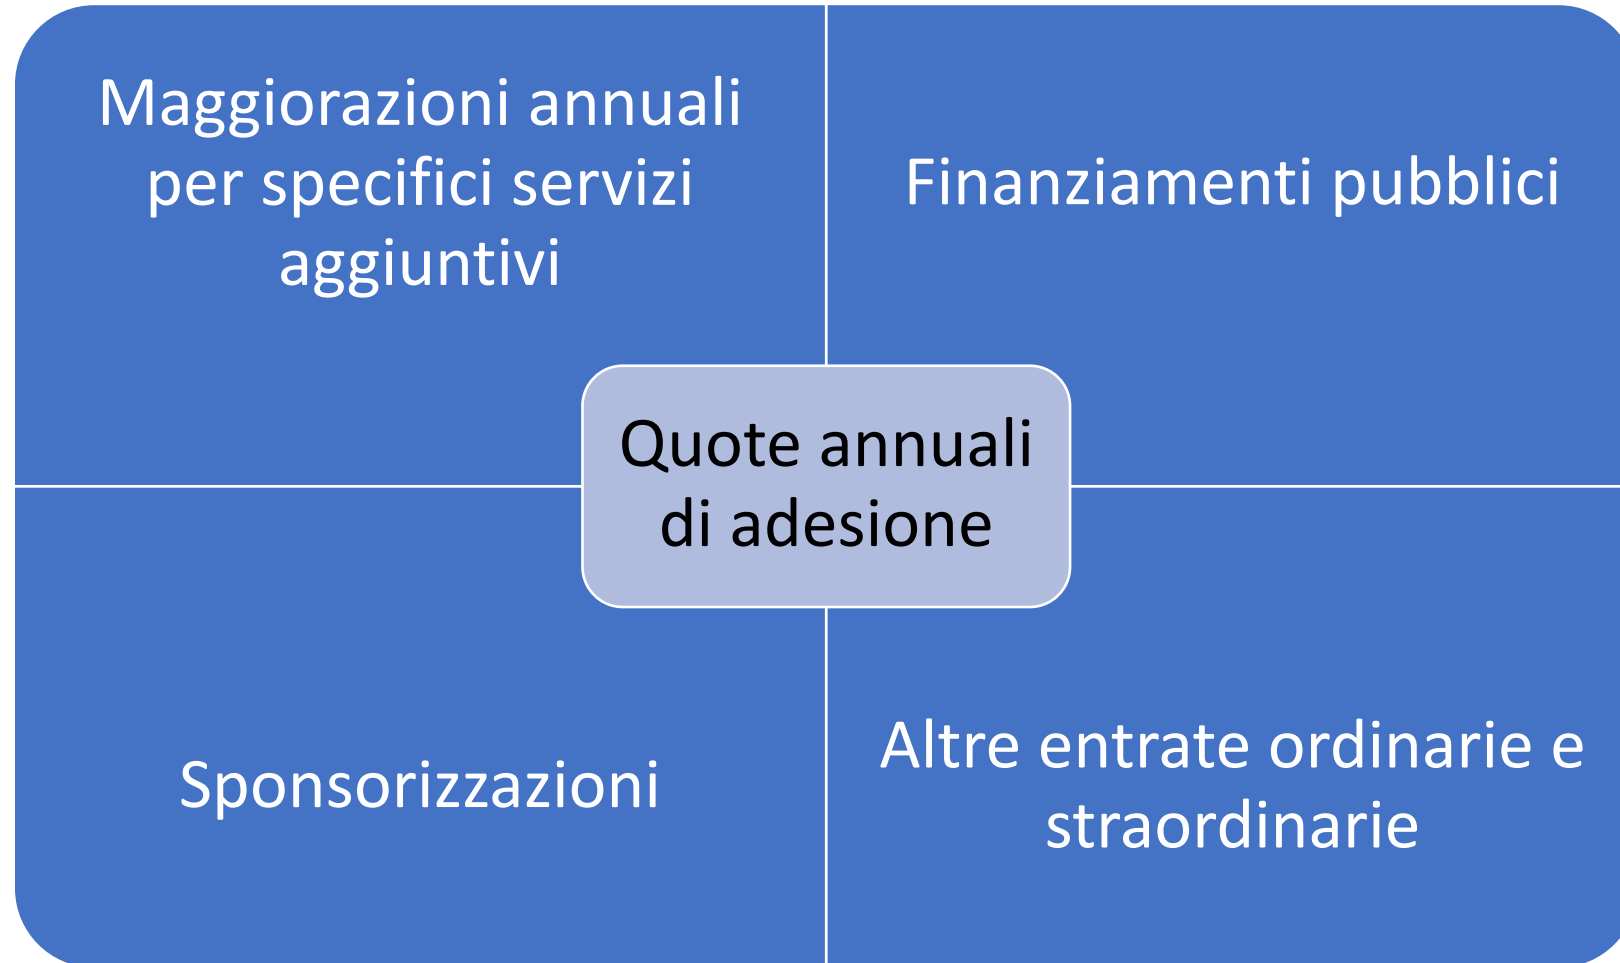 Maggiorazioni annuali
per specifici servizi
aggiuntivi
Finanziamenti pubblici
Quote annuali
di adesione
Sponsorizzazioni
Altre entrate ordinarie e
straordinarie